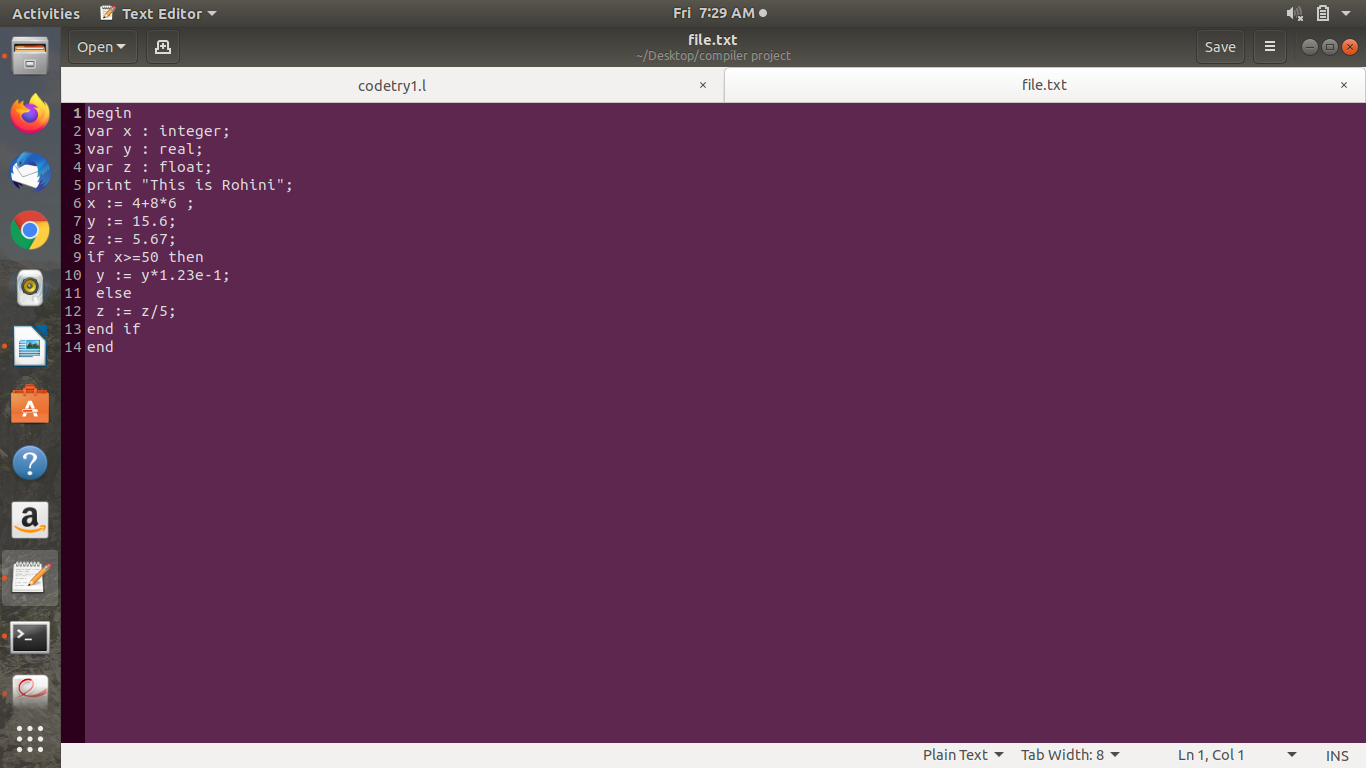 Activities Text Editor Fri 7:29 AM
Open file.txt Save
~/Desktop/compiler project
codetry1.l × file.txt ×
1 begin
2 var x : integer;
3 var y : real;
4 var z : float;
5 print "This is Rohini";
6 x := 4+8*6 ;
7 y := 15.6;
8 z := 5.67;
9 if x>=50 then
10  y := y*1.23e-1;
11  else
12  z := z/5;
13 end if
14 end
Plain Text Tab Width: 8 Ln 1, Col 1 INS